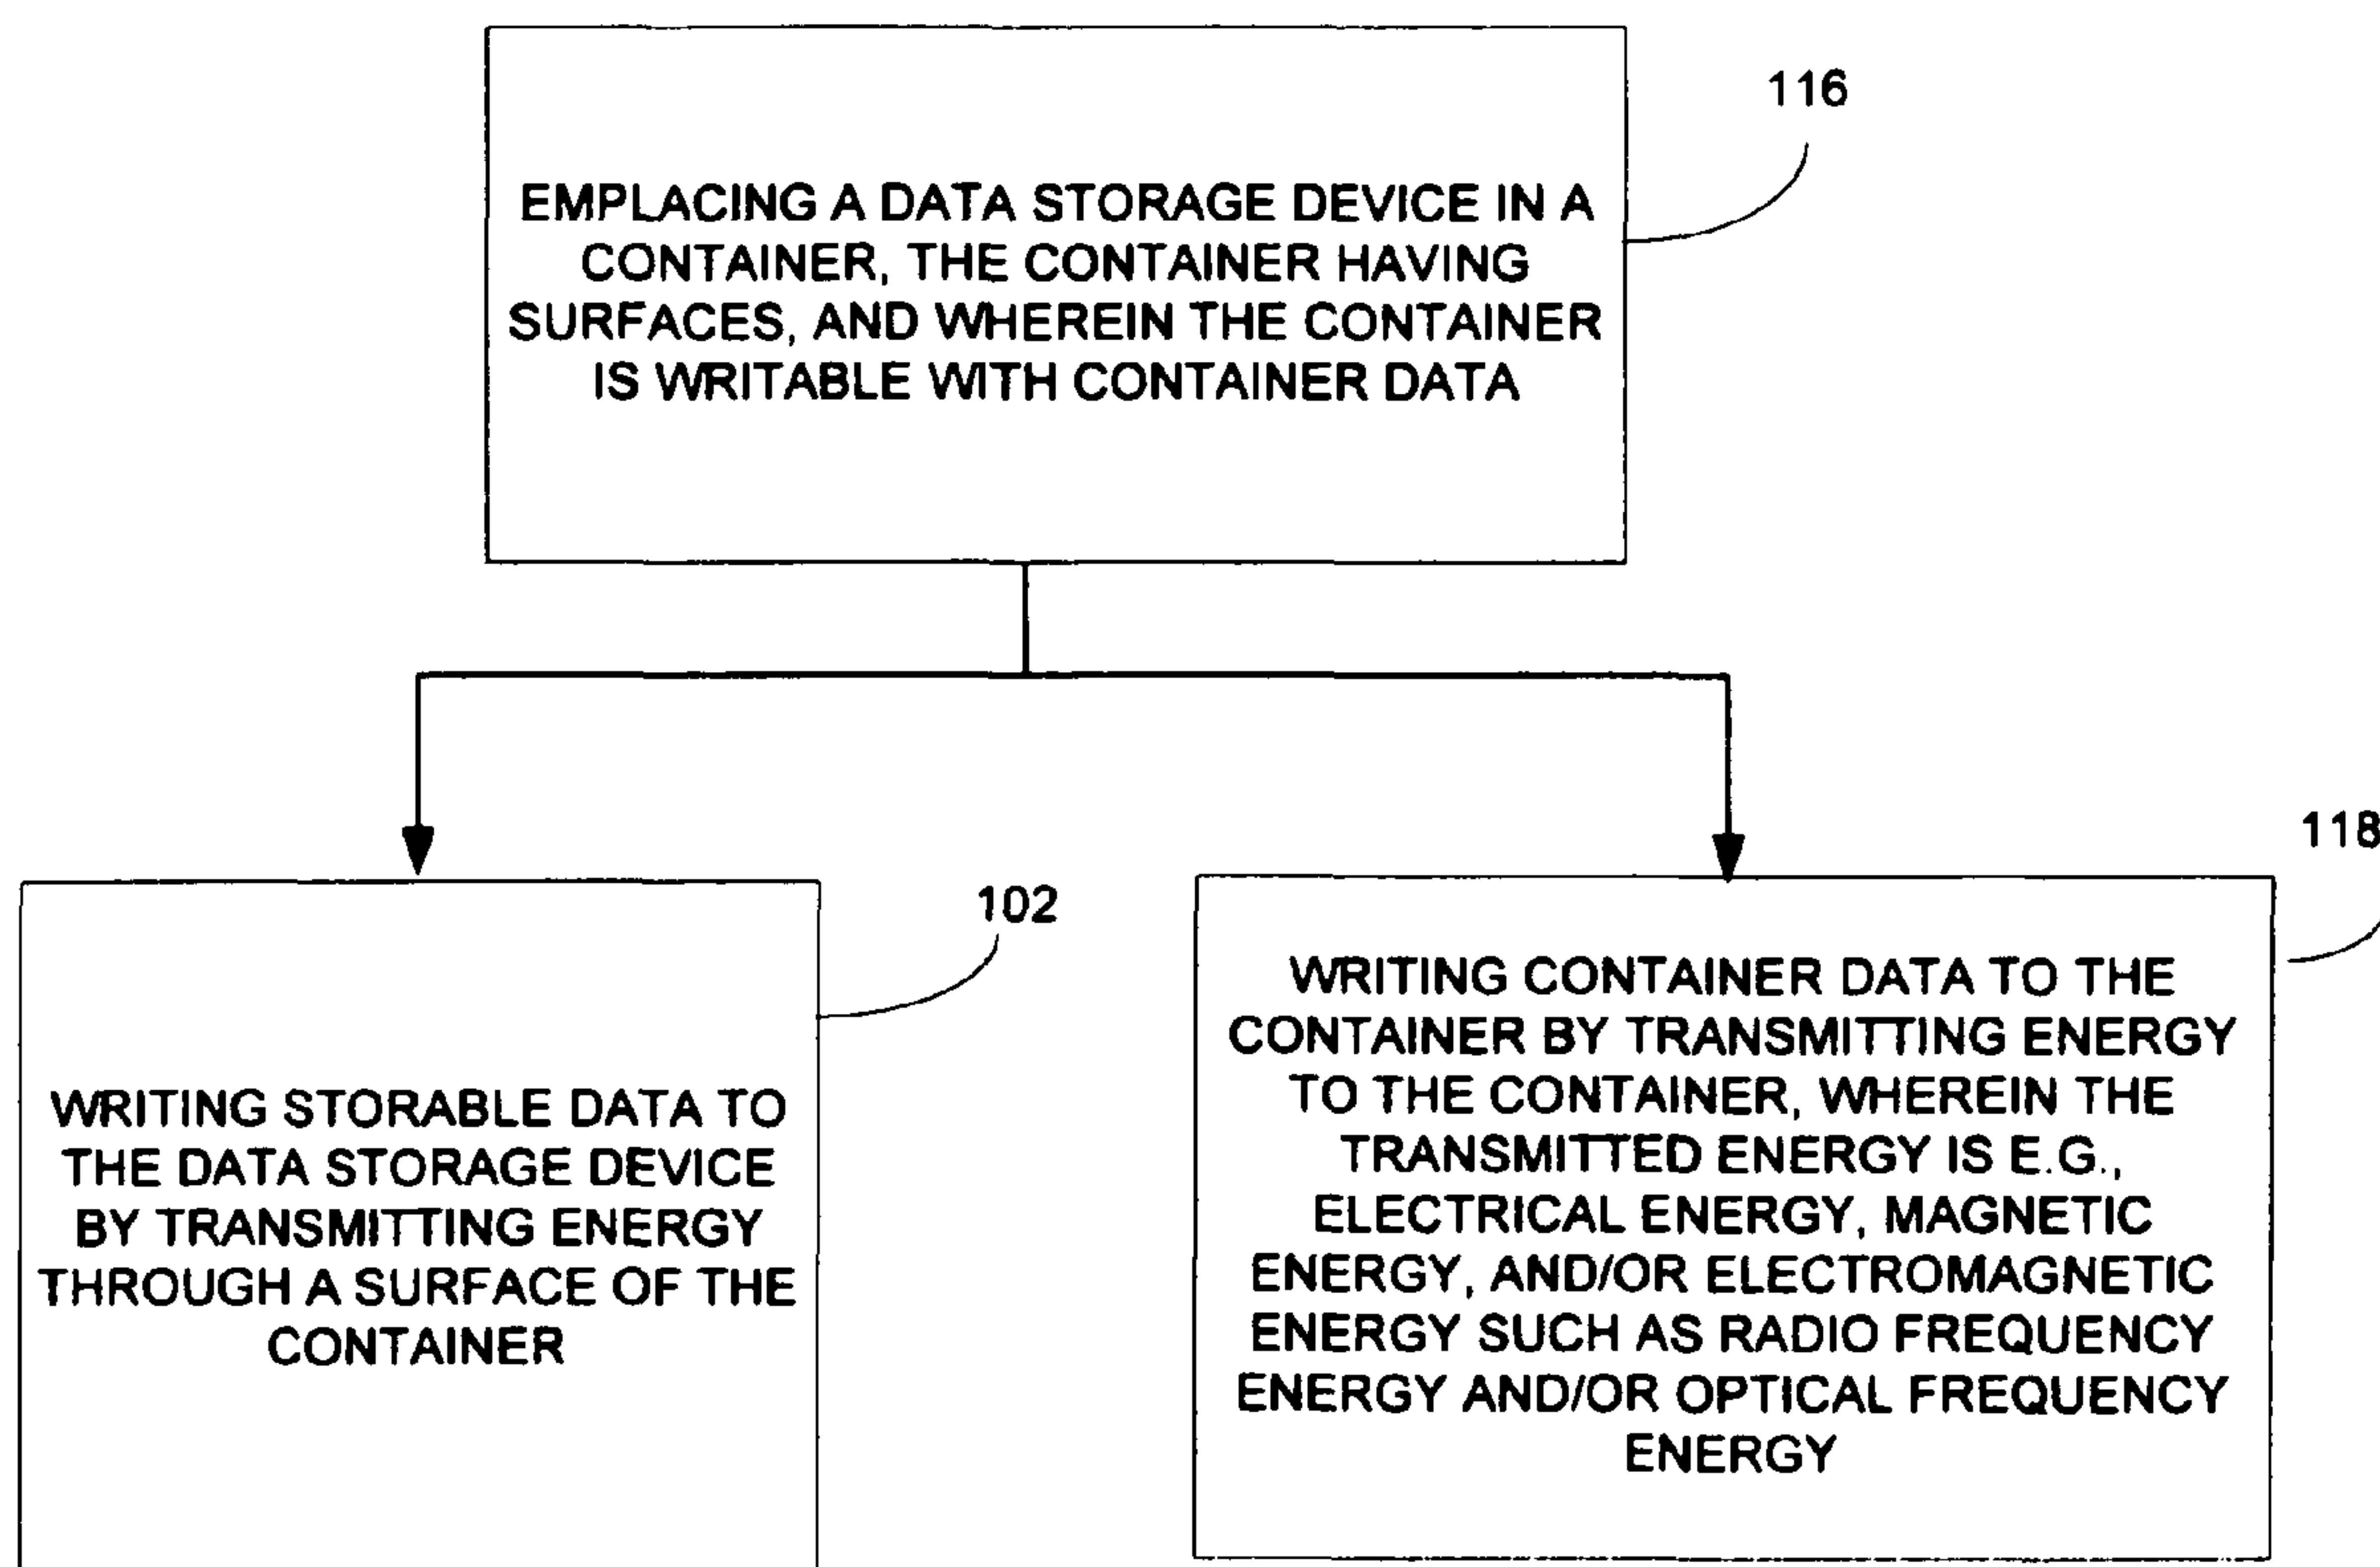 116
EMPLACING A DATA STORAGE DEVICE IN A
CONTAINER, THE CONTAINER HAVING
SURFACES, AND WHEREIN THE CONTAINER
IS WRITABLE WITH CONTAINER DATA
102
WRITING STORABLE DATA TO
THE DATA STORAGE DEVICE
BY TRANSMITTING ENERGY
THROUGH A SURFACE OF THE
CONTAINER
118
WRITING CONTAINER DATA TO THE
CONTAINER BY TRANSMITTING ENERGY
TO THE CONTAINER, WHEREIN THE
TRANSMITTED ENERGY IS E.G.,
ELECTRICAL ENERGY, MAGNETIC
ENERGY, AND/OR ELECTROMAGNETIC
ENERGY SUCH AS RADIO FREQUENCY
ENERGY AND/OR OPTICAL FREQUENCY
ENERGY